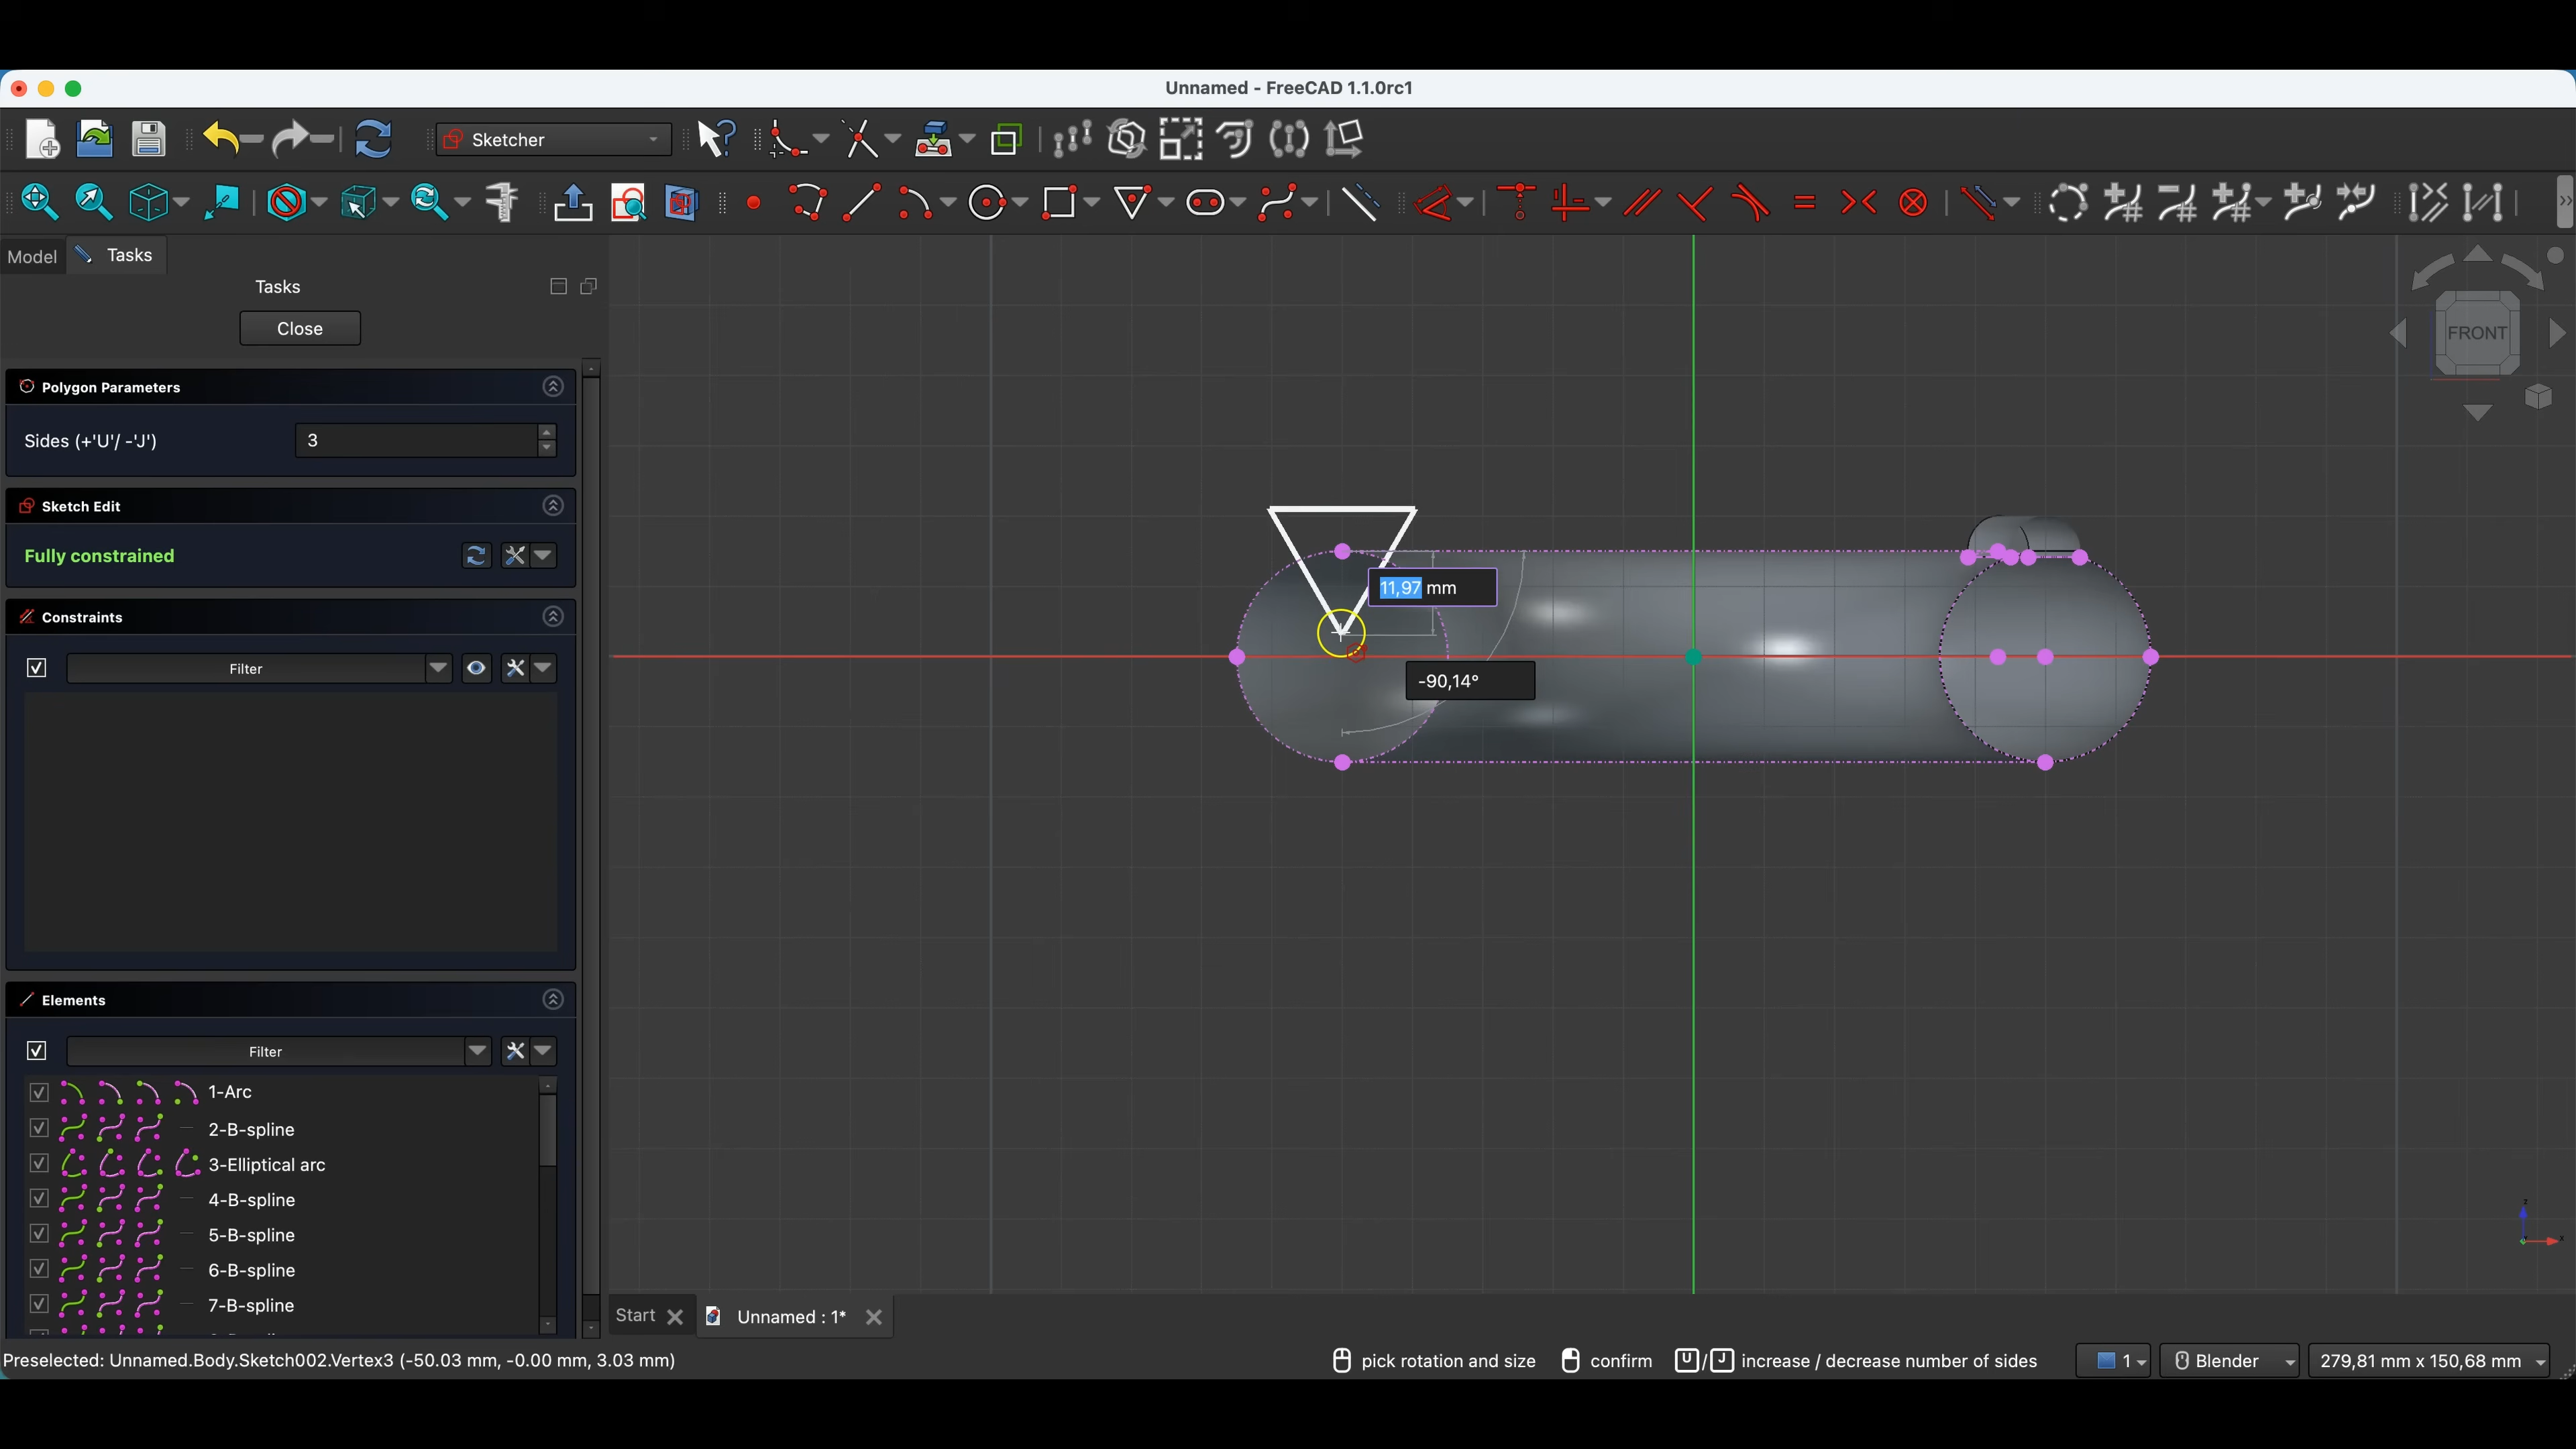 Unnamed - FreeCAD 1.1.0rc1
Sketcher
Model
Tasks
Tasks
Close
Polygon Parameters
Sides (+'U'/ -'J')
3
Sketch Edit
Fully constrained
Constraints
Filter
Elements
Filter
1-Arc
2-B-spline
3-Elliptical arc
4-B-spline
5-B-spline
6-B-spline
7-B-spline
11,97 mm
-90,14°
FRONT
Start
Unnamed : 1*
Preselected: Unnamed.Body.Sketch002.Vertex3 (-50.03 mm, -0.00 mm, 3.03 mm)
pick rotation and size
confirm
U/J increase / decrease number of sides
1
Blender
279,81 mm x 150,68 mm